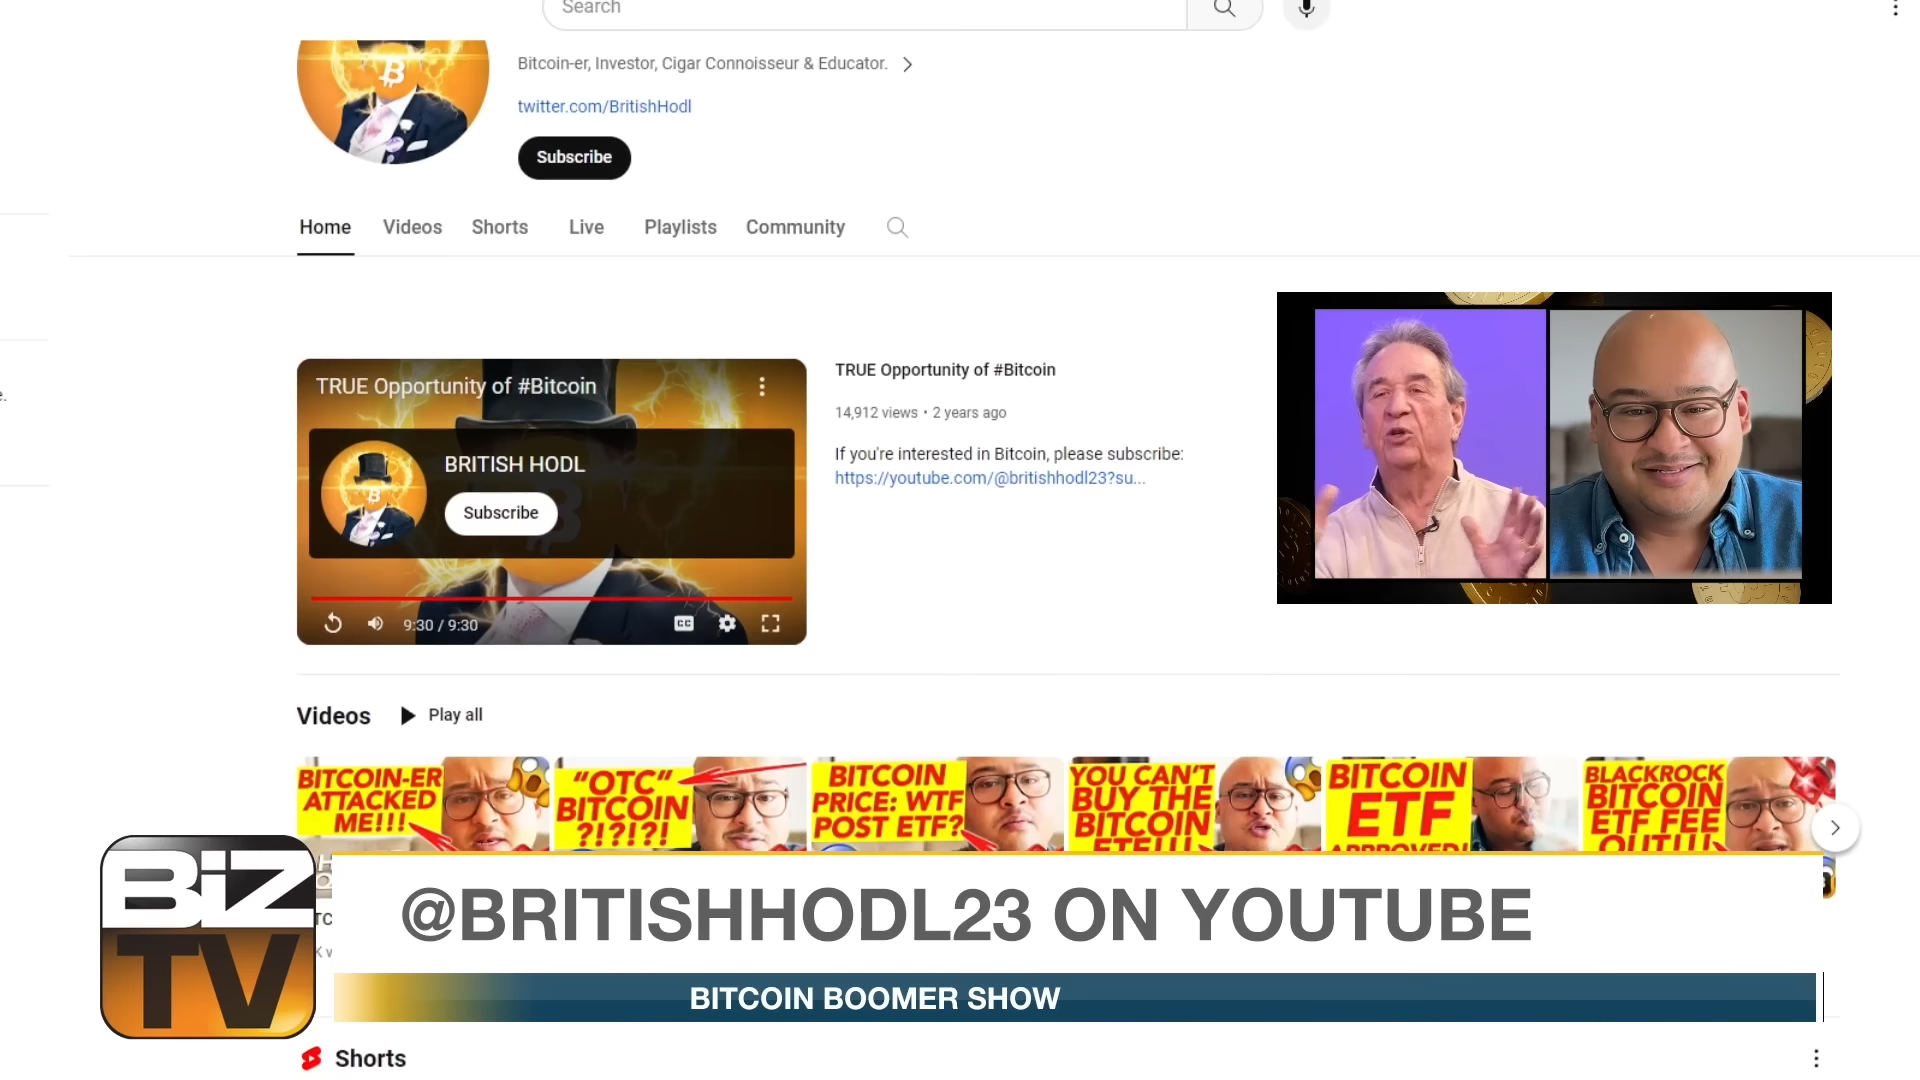 Search
Bitcoin-er, Investor, Cigar Connoisseur & Educator.
twitter.com/BritishHodl
Subscribe
Home Videos Shorts Live Playlists Community
e.
TRUE Opportunity of #Bitcoin
BRITISH HODL
Subscribe
9:30 / 9:30
CC
TRUE Opportunity of #Bitcoin
14,912 views • 2 years ago
If you're interested in Bitcoin, please subscribe:
https://youtube.com/@britishhodl23?su...
Videos Play all
BITCOIN-ER
ATTACKED
ME!!!
"OTC"
BITCOIN
?!?!?!
BITCOIN
PRICE: WTF
POST ETF?
YOU CAN'T
BUY THE
BITCOIN
ETF!!!
BITCOIN
ETF
APPROVED!
BLACKROCK
BITCOIN
ETF FEE
OUT!!!
BiZ
TV
@BRITISHHODL23 ON YOUTUBE
BITCOIN BOOMER SHOW
Shorts